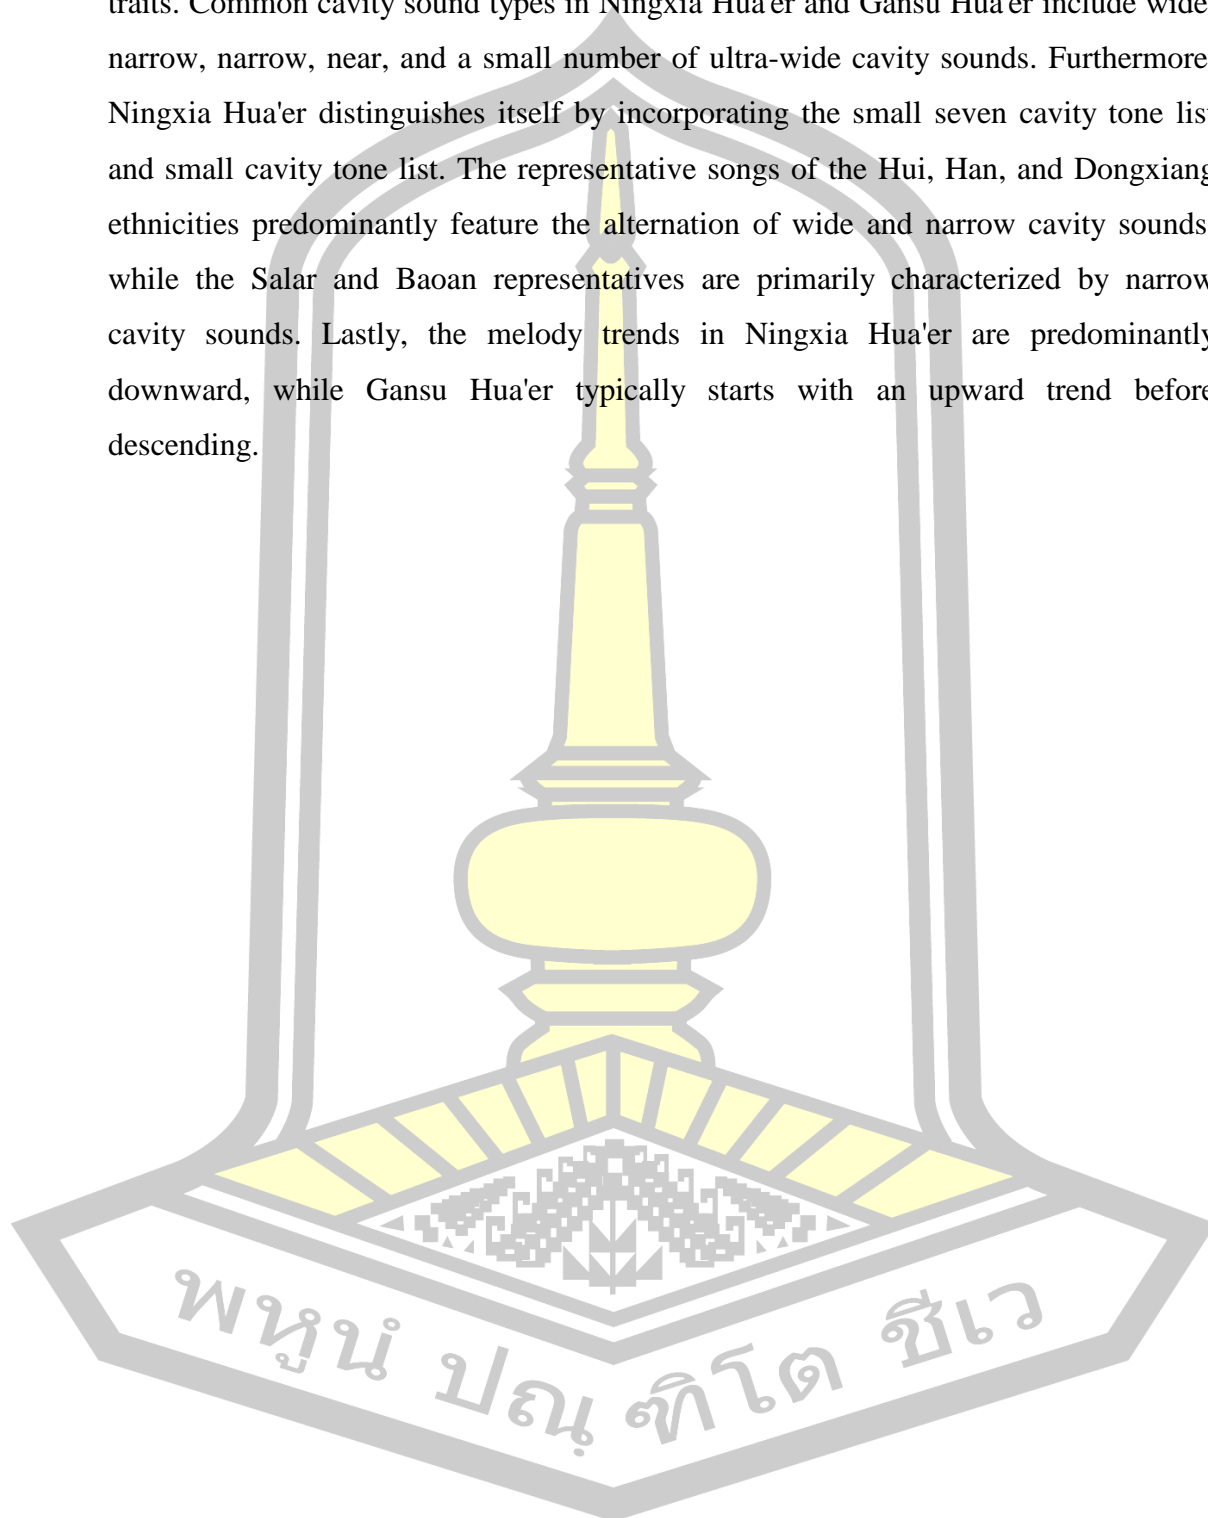 traits. Common cavity sound types in Ningxia Hua'er and Gansu Hua'er include wide
narrow, narrow, near, and a small number of ultra-wide cavity sounds. Furthermore
Ningxia Hua'er distinguishes itself by incorporating the small seven cavity tone list
and small cavity tone list. The representative songs of the Hui, Han, and Dongxiang
ethnicities predominantly feature the alternation of wide and narrow cavity sounds
while the Salar and Baoan representatives are primarily characterized by narrow
cavity sounds. Lastly, the melody trends in Ningxia Hua'er are predominantly
downward, while Gansu Hua'er typically starts with an upward trend before
descending.
พหูนํ ปณฺฑิโต ชีเว